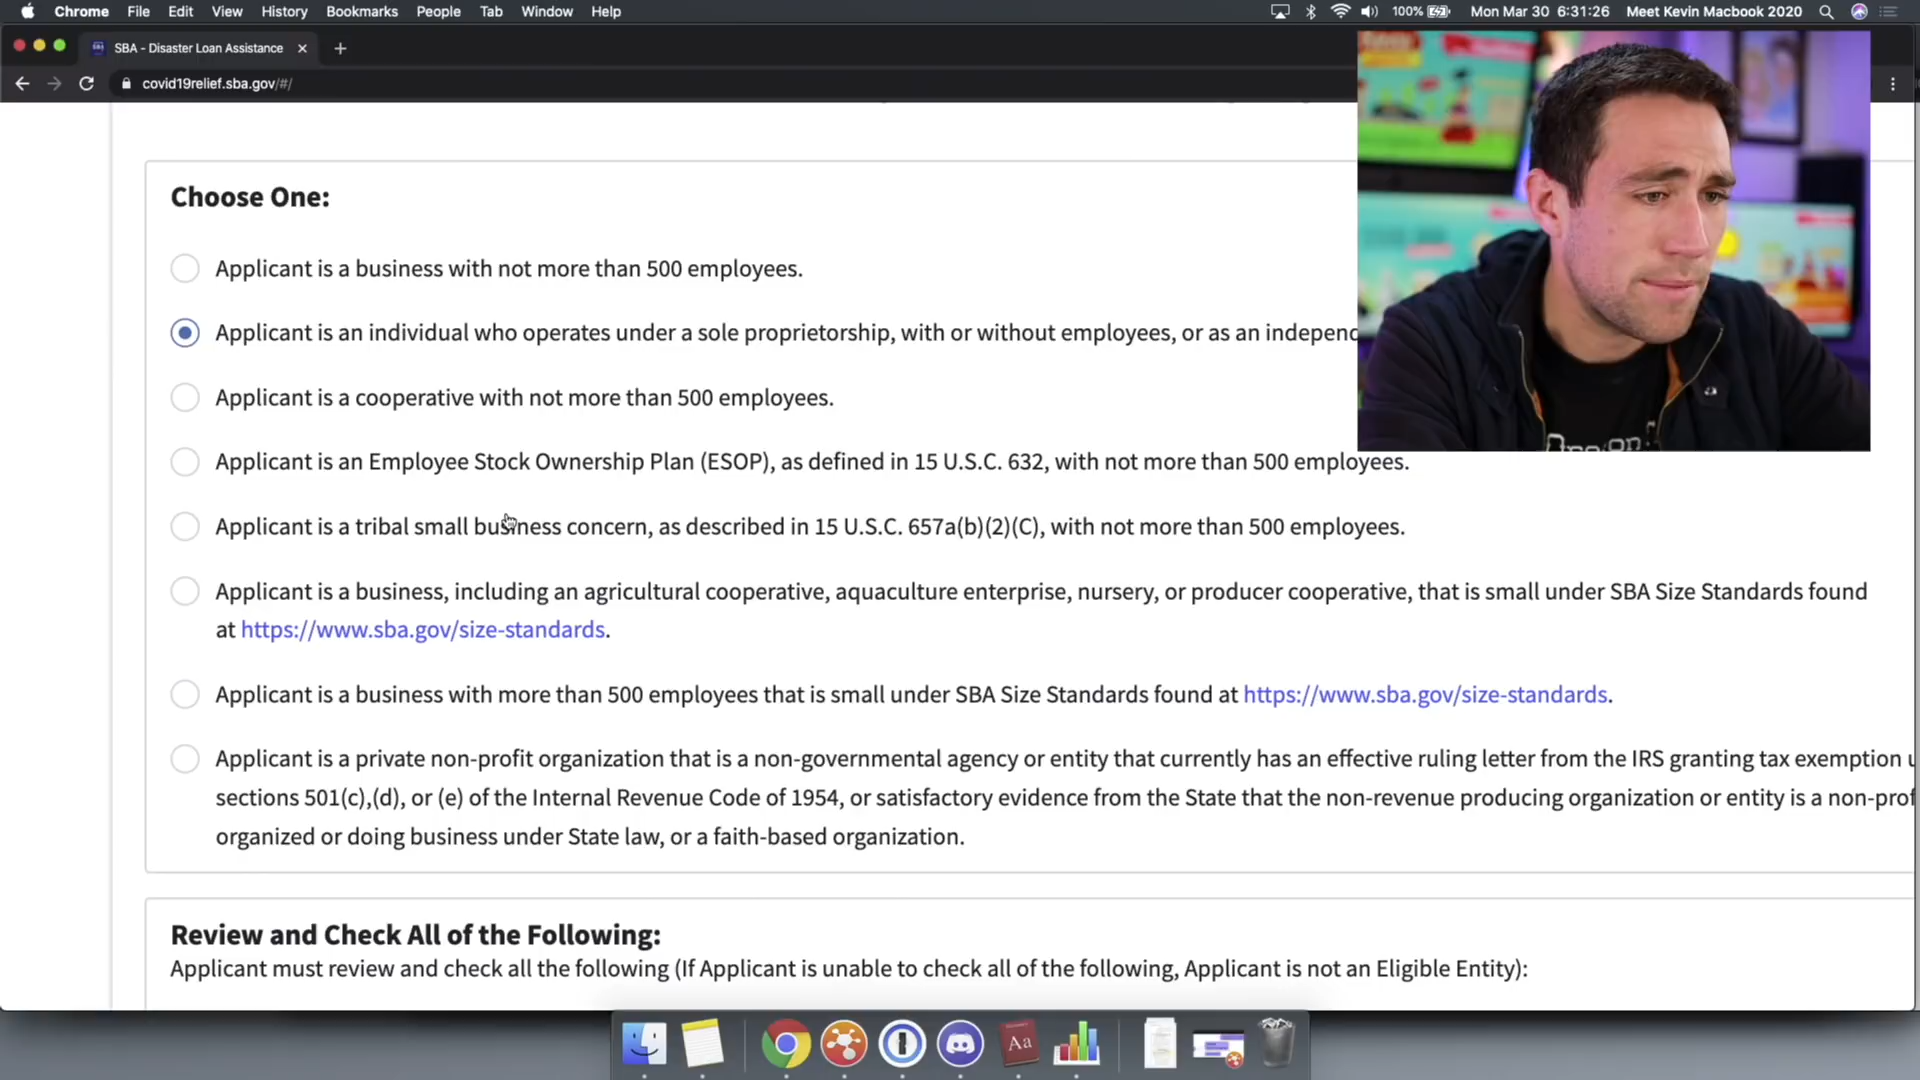 Chrome File Edit View History Bookmarks People Tab Window Help 100% Mon Mar 30 6:31:26 Meet Kevin Macbook 2020
SBA - Disaster Loan Assistance
covid19relief.sba.gov/#/
Choose One:
Applicant is a business with not more than 500 employees.
Applicant is an individual who operates under a sole proprietorship, with or without employees, or as an independ
Applicant is a cooperative with not more than 500 employees.
Applicant is an Employee Stock Ownership Plan (ESOP), as defined in 15 U.S.C. 632, with not more than 500 employees.
Applicant is a tribal small business concern, as described in 15 U.S.C. 657a(b)(2)(C), with not more than 500 employees.
Applicant is a business, including an agricultural cooperative, aquaculture enterprise, nursery, or producer cooperative, that is small under SBA Size Standards found
at https://www.sba.gov/size-standards.
Applicant is a business with more than 500 employees that is small under SBA Size Standards found at https://www.sba.gov/size-standards.
Applicant is a private non-profit organization that is a non-governmental agency or entity that currently has an effective ruling letter from the IRS granting tax exemption u
sections 501(c),(d), or (e) of the Internal Revenue Code of 1954, or satisfactory evidence from the State that the non-revenue producing organization or entity is a non-prof
organized or doing business under State law, or a faith-based organization.
Review and Check All of the Following:
Applicant must review and check all the following (If Applicant is unable to check all of the following, Applicant is not an Eligible Entity):
Aa